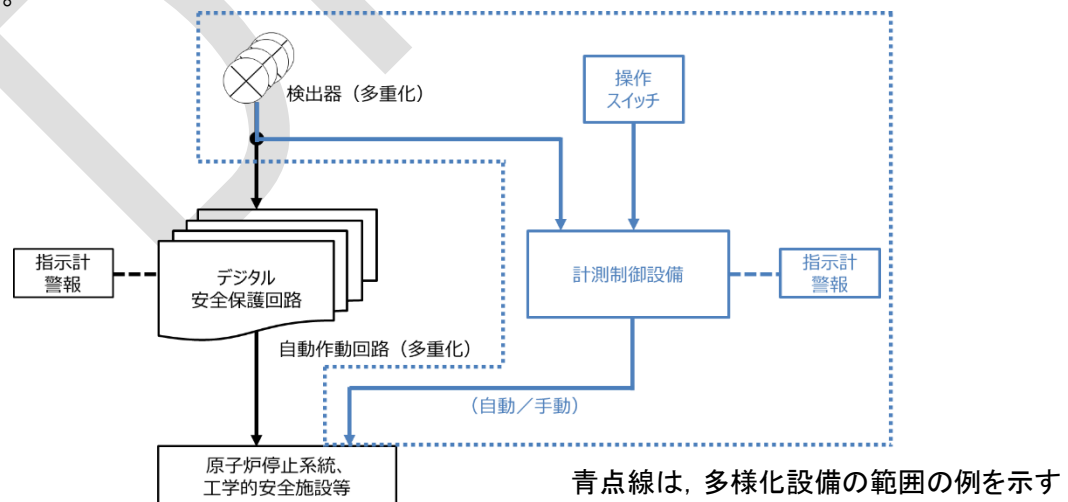 。
検出器（多重化）
操作
スイッチ
指示計
警報
デジタル
安全保護回路
計測制御設備
指示計
警報
自動作動回路（多重化）
（自動／手動）
原子炉停止系統、
工学的安全施設等
青点線は，多様化設備の範囲の例を示す